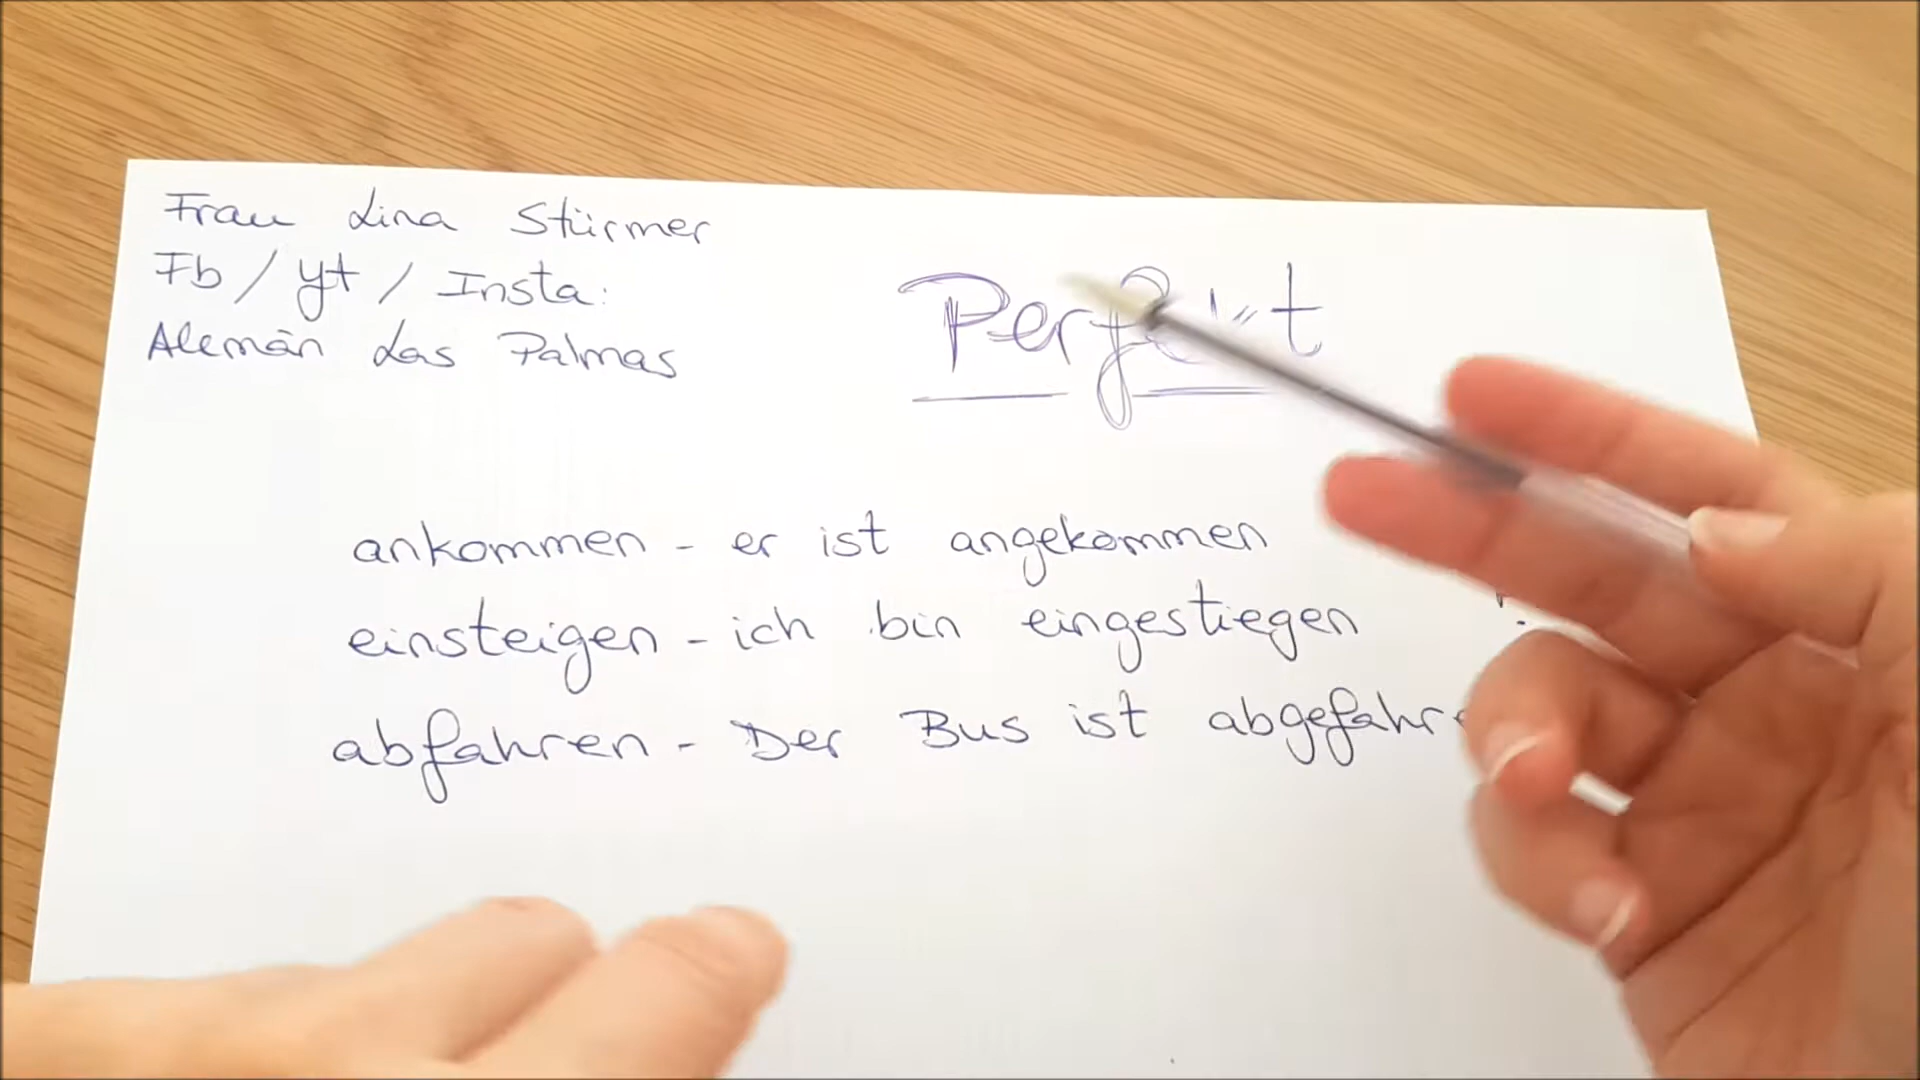 Frau Lina Stürmer
Fb / yt / Insta:
Alemán Las Palmas
Perfekt
ankommen - er ist angekommen
einsteigen - ich bin eingestiegen
abfahren - Der Bus ist